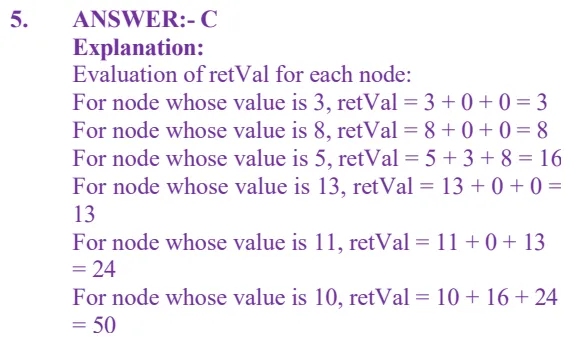 5. ANSWER:- C
Explanation:
Evaluation of retVal for each node:
For node whose value is 3, retVal = 3 + 0 + 0 = 3
For node whose value is 8, retVal = 8 + 0 + 0 = 8
For node whose value is 5, retVal = 5 + 3 + 8 = 16
For node whose value is 13, retVal = 13 + 0 + 0 =
13
For node whose value is 11, retVal = 11 + 0 + 13
= 24
For node whose value is 10, retVal = 10 + 16 + 24
= 50